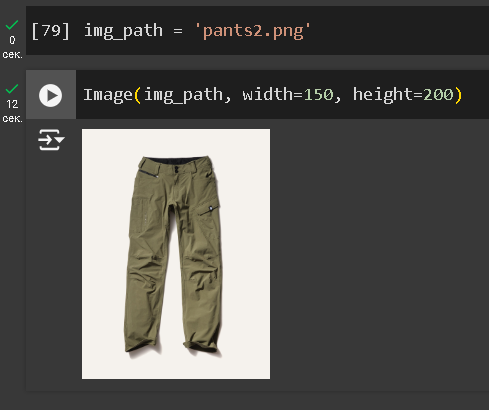 [79] img_path = 'pants2.png'
0
сек.
Image(img_path, width=150, height=200)
12
сек.